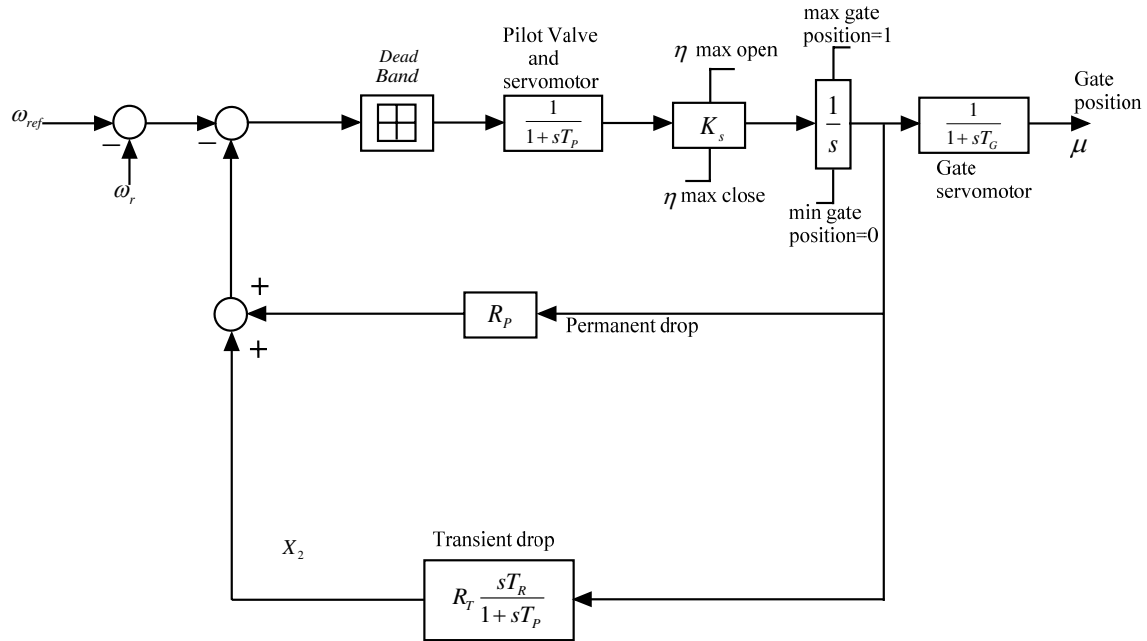 Pilot Valve
and
servomotor
Dead
Band
max gate
position=1
η max open
Gate
position
ω_ref
1
1 + sT_P
K_s
1
s
1
1 + sT_G
−
−
μ
ω_r
η max close
Gate
servomotor
min gate
position=0
+
R_P
Permanent drop
+
Transient drop
X_2
R_T sT_R
1 + sT_P